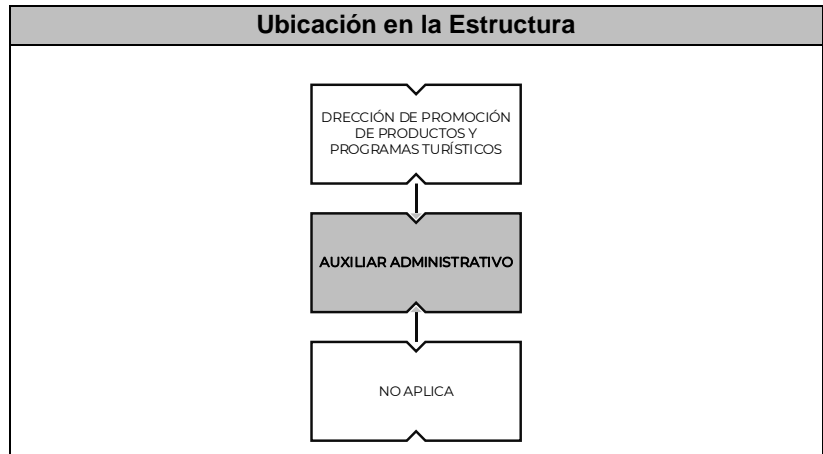 Ubicación en la Estructura
DRECCIÓN DE PROMOCIÓN
DE PRODUCTOS Y
PROGRAMAS TURÍSTICOS
AUXILIAR ADMINISTRATIVO
NO APLICA